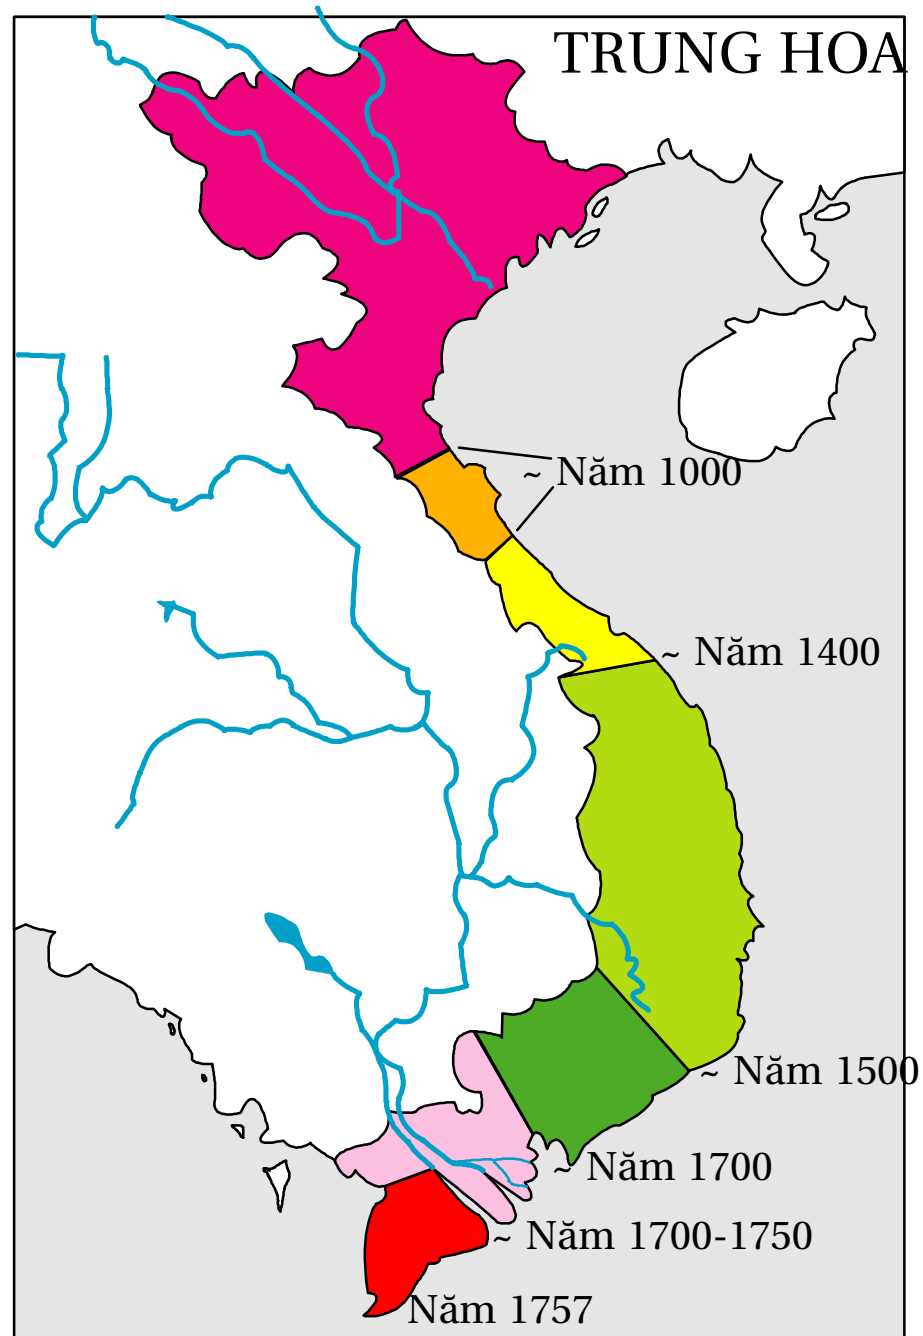 TRUNG HOA
~ Năm 1000
~ Năm 1400
~ Năm 1500
~ Năm 1700
~ Năm 1700-1750
Năm 1757